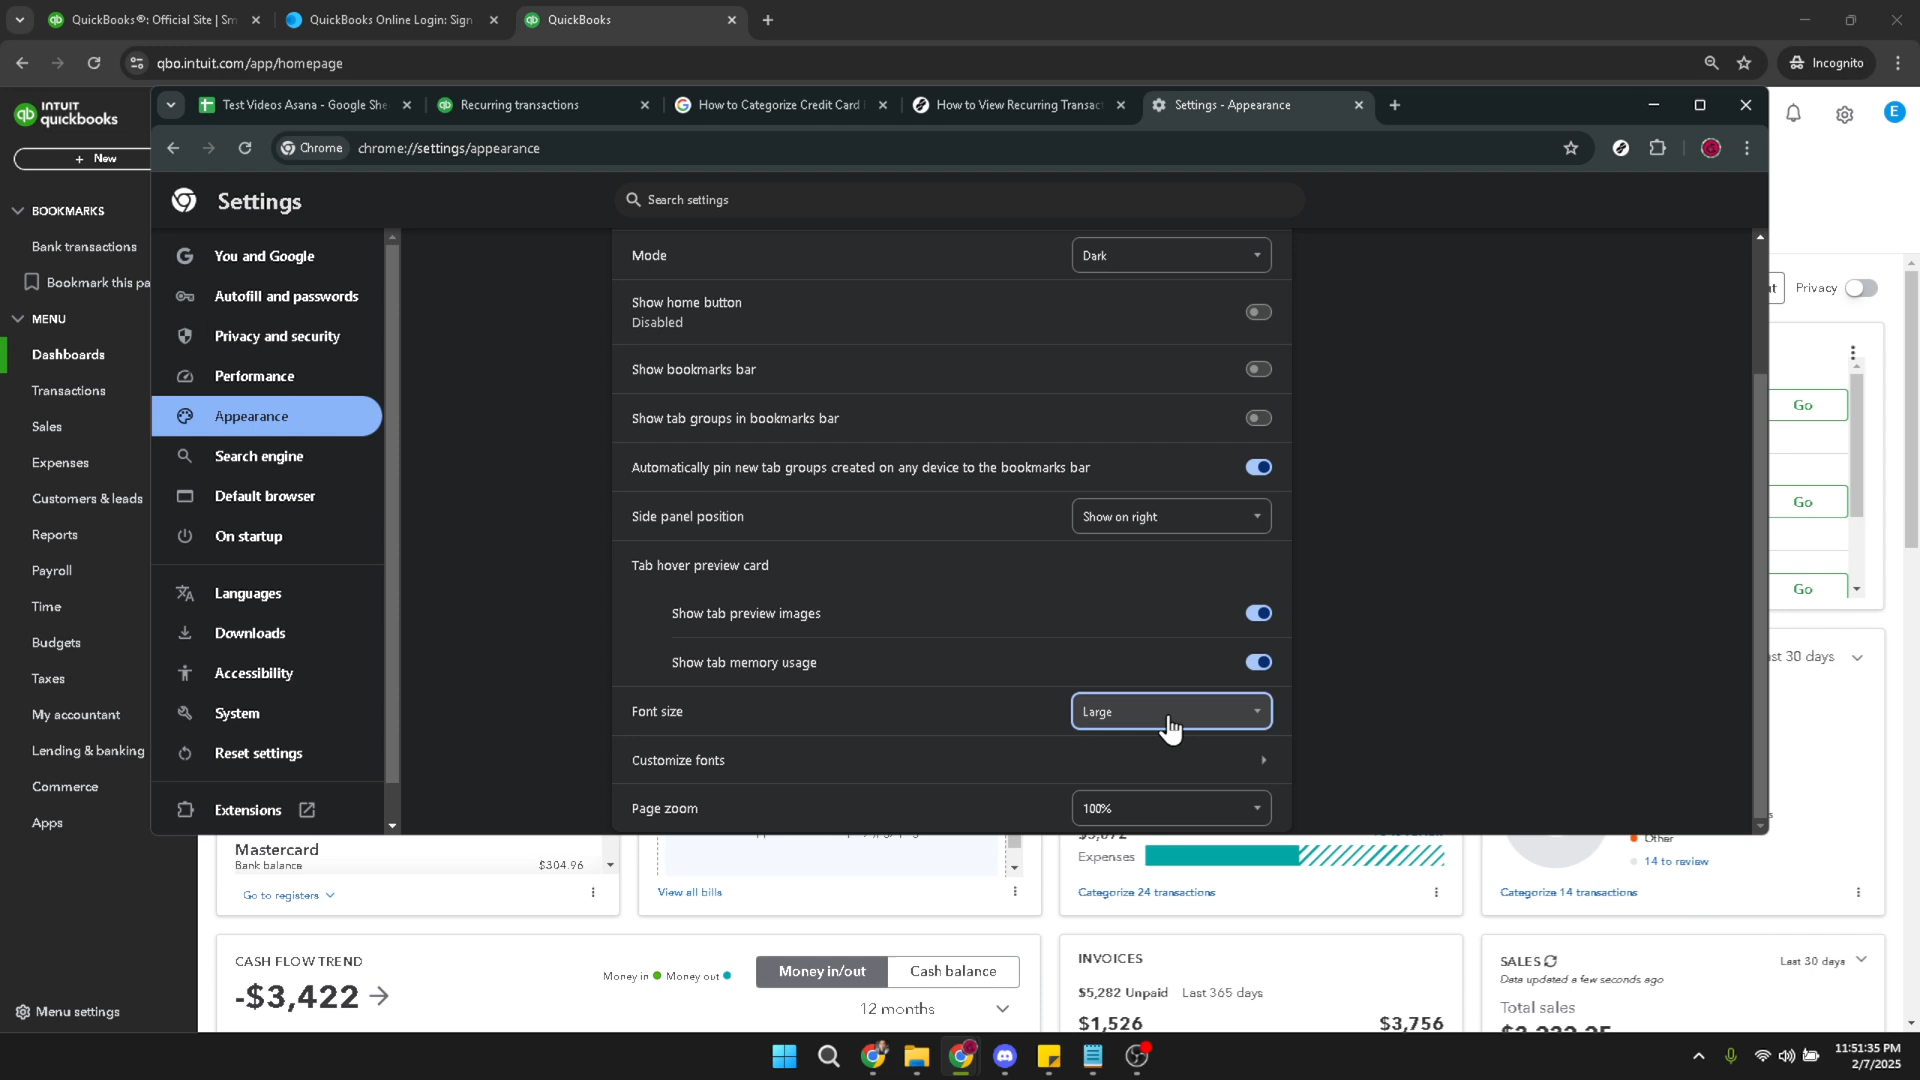 QuickBooks®: Official Site | Sm
QuickBooks Online Login: Sign
QuickBooks
qbo.intuit.com/app/homepage
Incognito
INTUIT
quickbooks
+ New
BOOKMARKS
Bank transactions
Bookmark this pa
MENU
Dashboards
Transactions
Sales
Expenses
Customers & leads
Reports
Payroll
Time
Budgets
Taxes
My accountant
Lending & banking
Commerce
Apps
Menu settings
Test Videos Asana - Google She
Recurring transactions
How to Categorize Credit Card
How to View Recurring Transact
Settings - Appearance
Chrome
chrome://settings/appearance
Settings
Search settings
You and Google
Autofill and passwords
Privacy and security
Performance
Appearance
Search engine
Default browser
On startup
Languages
Downloads
Accessibility
System
Reset settings
Extensions
Mode
Dark
Show home button
Disabled
Show bookmarks bar
Show tab groups in bookmarks bar
Automatically pin new tab groups created on any device to the bookmarks bar
Side panel position
Show on right
Tab hover preview card
Show tab preview images
Show tab memory usage
Font size
Large
Customize fonts
Page zoom
100%
E
Privacy
Go
Go
Go
ast 30 days
Mastercard
Bank balance
$304.96
Go to registers
View all bills
Expenses
Categorize 24 transactions
Other
14 to review
Categorize 14 transactions
CASH FLOW TREND
-$3,422
Money in
Money out
Money in/out
Cash balance
12 months
INVOICES
$5,282 Unpaid
Last 365 days
$1,526
$3,756
SALES
Last 30 days
Data updated a few seconds ago
Total sales
11:51:35 PM
2/7/2025